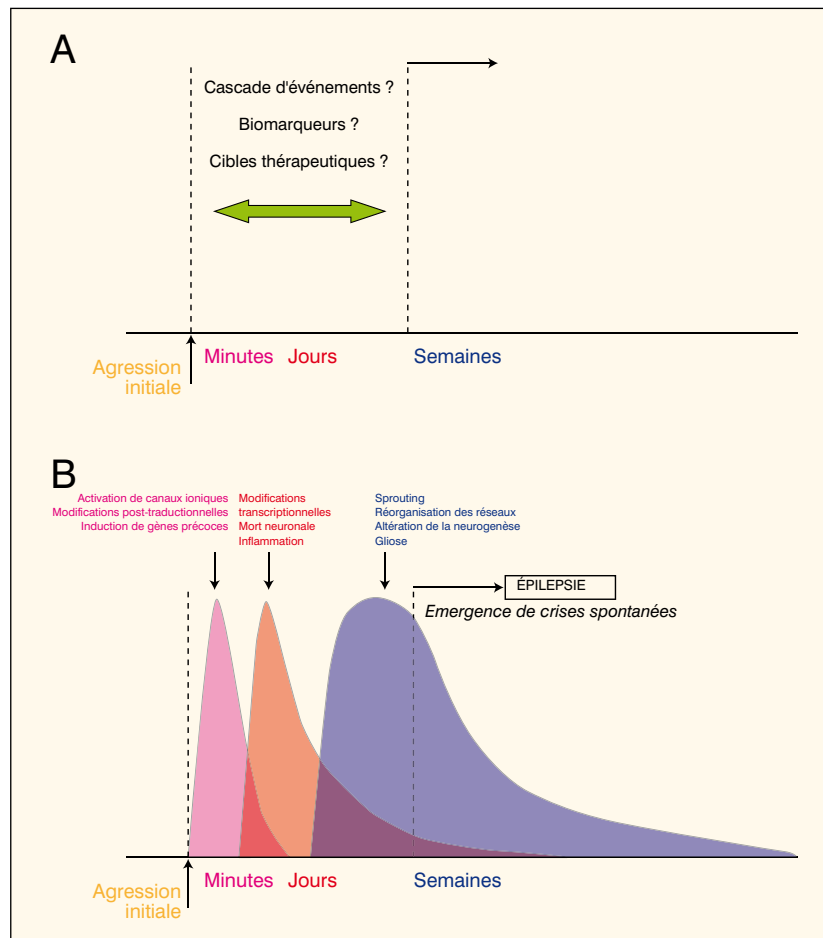 A
Cascade d'événements ?
Biomarqueurs ?
Cibles thérapeutiques ?
Agression
initiale
Minutes Jours Semaines
B
Activation de canaux ioniques
Modifications post-traductionnelles
Induction de gènes précoces
Modifications
transcriptionnelles
Mort neuronale
Inflammation
Sprouting
Réorganisation des réseaux
Altération de la neurogenèse
Gliose
ÉPILEPSIE
Emergence de crises spontanées
Agression
initiale
Minutes Jours Semaines